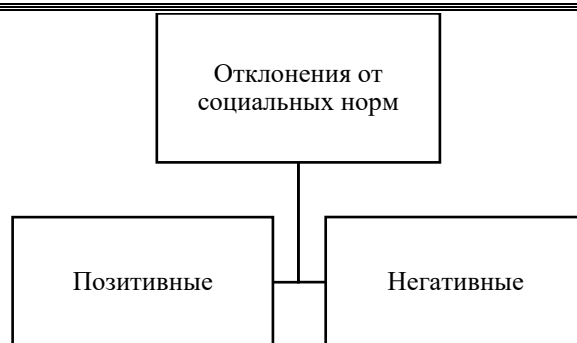 Отклонения от
социальных норм
Позитивные
Негативные